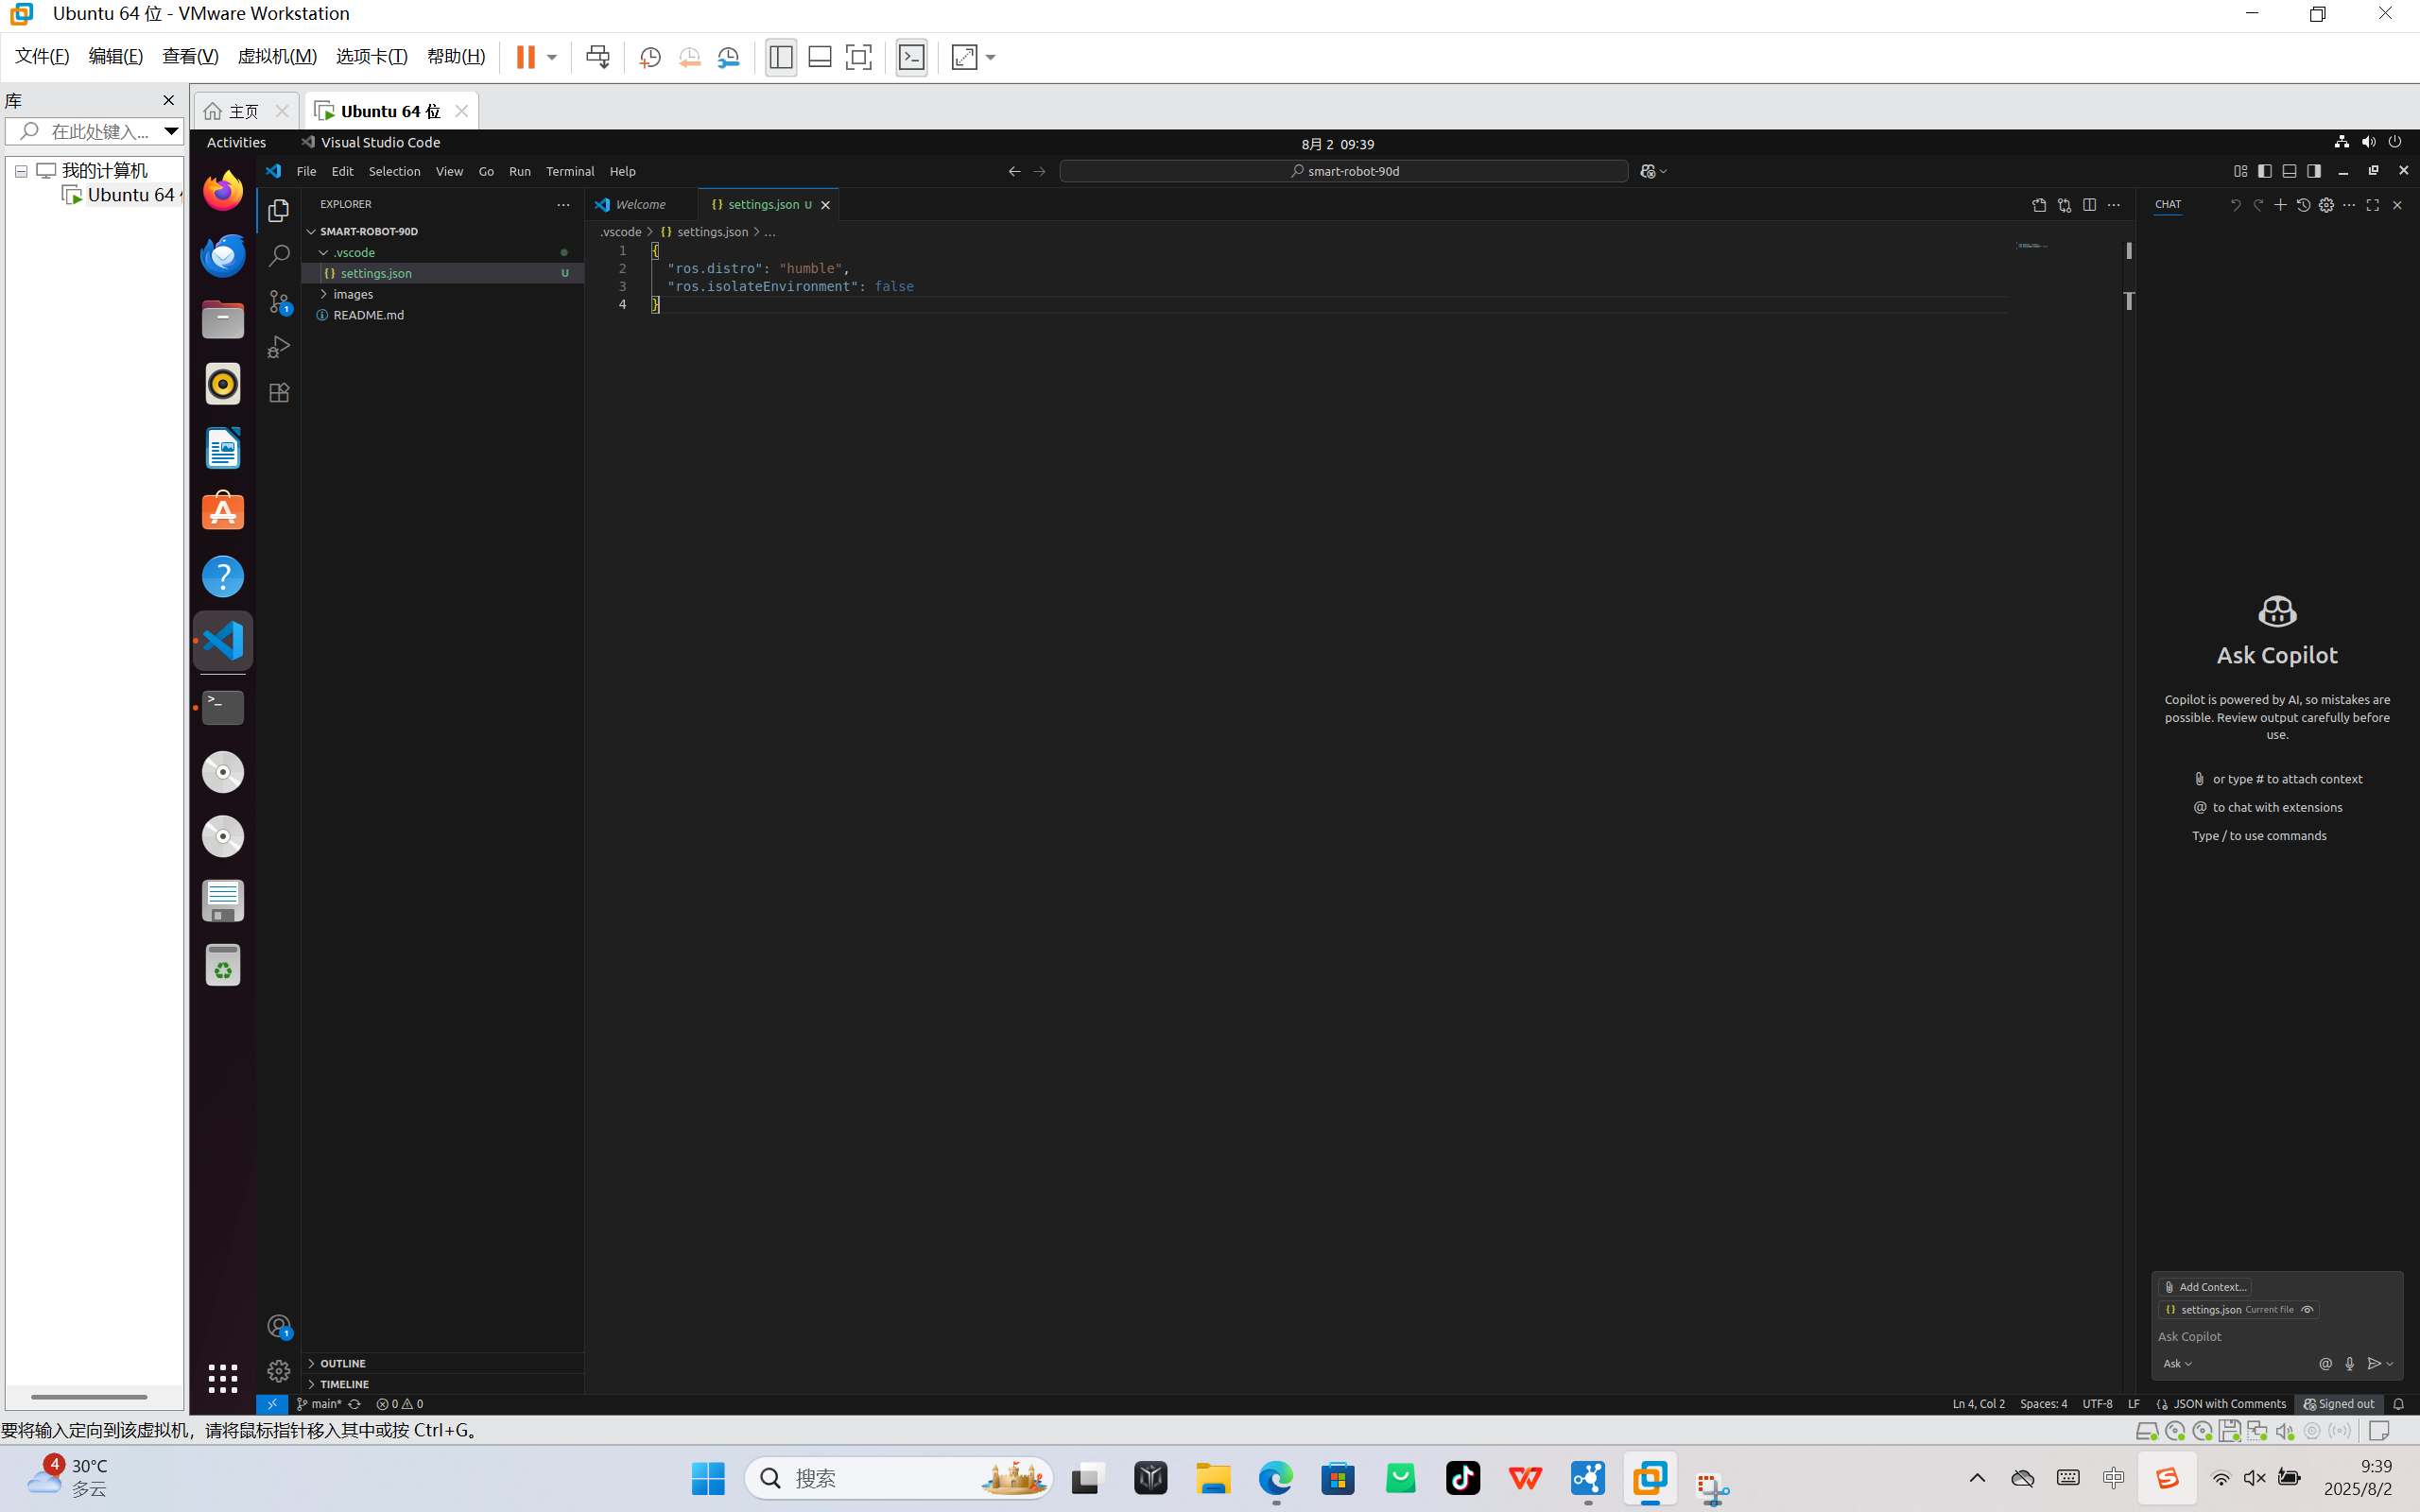 Ubuntu 64 位 - VMware Workstation
文件(F) 编辑(E) 查看(V) 虚拟机(M) 选项卡(T) 帮助(H)
库
在此处键入...
我的计算机
Ubuntu 64
主页
Ubuntu 64 位
Activities
Visual Studio Code
8月 2 09:39
File Edit Selection View Go Run Terminal Help
smart-robot-90d
EXPLORER
SMART-ROBOT-90D
.vscode
settings.json U
images
README.md
OUTLINE
TIMELINE
Welcome
settings.json U
.vscode > settings.json > ...
1 {
2 "ros.distro": "humble",
3 "ros.isolateEnvironment": false
4 }
CHAT
Ask Copilot
Copilot is powered by AI, so mistakes are
possible. Review output carefully before
use.
or type # to attach context
@ to chat with extensions
Type / to use commands
Add Context...
settings.json Current file
Ask Copilot
Ask
1
1
main* 0 0
Ln 4, Col 2 Spaces: 4 UTF-8 LF JSON with Comments Signed out
要将输入定向到该虚拟机，请将鼠标指针移入其中或按 Ctrl+G。
4
30°C
多云
搜索
中
9:39
2025/8/2